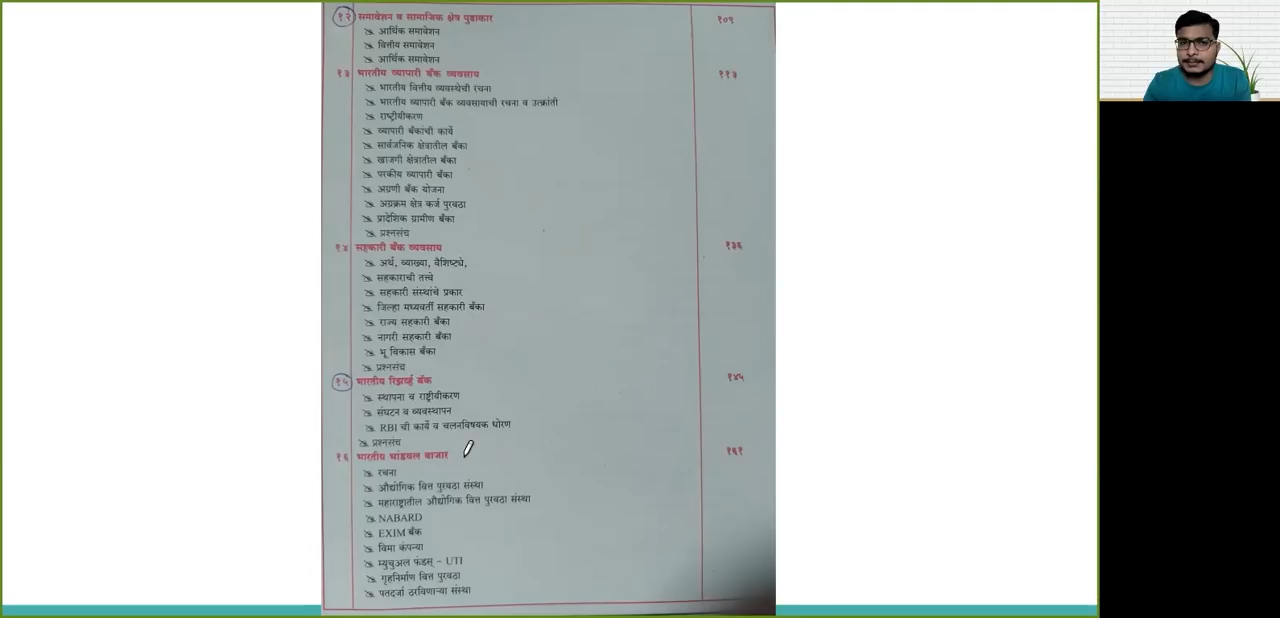 १२ समावेशन व सामाजिक क्षेत्र पुढाकार १०९
आर्थिक समावेशन
वित्तीय समावेशन
आर्थिक समावेशन
१३ भारतीय व्यापारी बँक व्यवसाय ११३
भारतीय वित्तीय व्यवस्थेची रचना
भारतीय व्यापारी बँक व्यवसायाची रचना व उत्क्रांती
राष्ट्रीयीकरण
व्यापारी बँकांची कार्ये
सार्वजनिक क्षेत्रातील बँका
खाजगी क्षेत्रातील बँका
परकीय व्यापारी बँका
अग्रणी बँक योजना
अग्रक्रम क्षेत्र कर्ज पुरवठा
प्रादेशिक ग्रामीण बँका
प्रश्नसंच
१४ सहकारी बँक व्यवसाय १३६
अर्थ, व्याख्या, वैशिष्ट्ये,
सहकाराची तत्त्वे
सहकारी संस्थांचे प्रकार
जिल्हा मध्यवर्ती सहकारी बँका
राज्य सहकारी बँका
नागरी सहकारी बँका
भू विकास बँका
प्रश्नसंच
१५ भारतीय रिझर्व्ह बँक १४५
स्थापना व राष्ट्रीयीकरण
संघटन व व्यवस्थापन
RBI ची कार्ये व चलनविषयक धोरण
प्रश्नसंच
१६ भारतीय भांडवल बाजार १६१
रचना
औद्योगिक वित्त पुरवठा संस्था
महाराष्ट्रातील औद्योगिक वित्त पुरवठा संस्था
NABARD
EXIM बँक
विमा कंपन्या
म्युचुअल फंडस् – UTI
गृहनिर्माण वित्त पुरवठा
पतदर्जा ठरविणाऱ्या संस्था